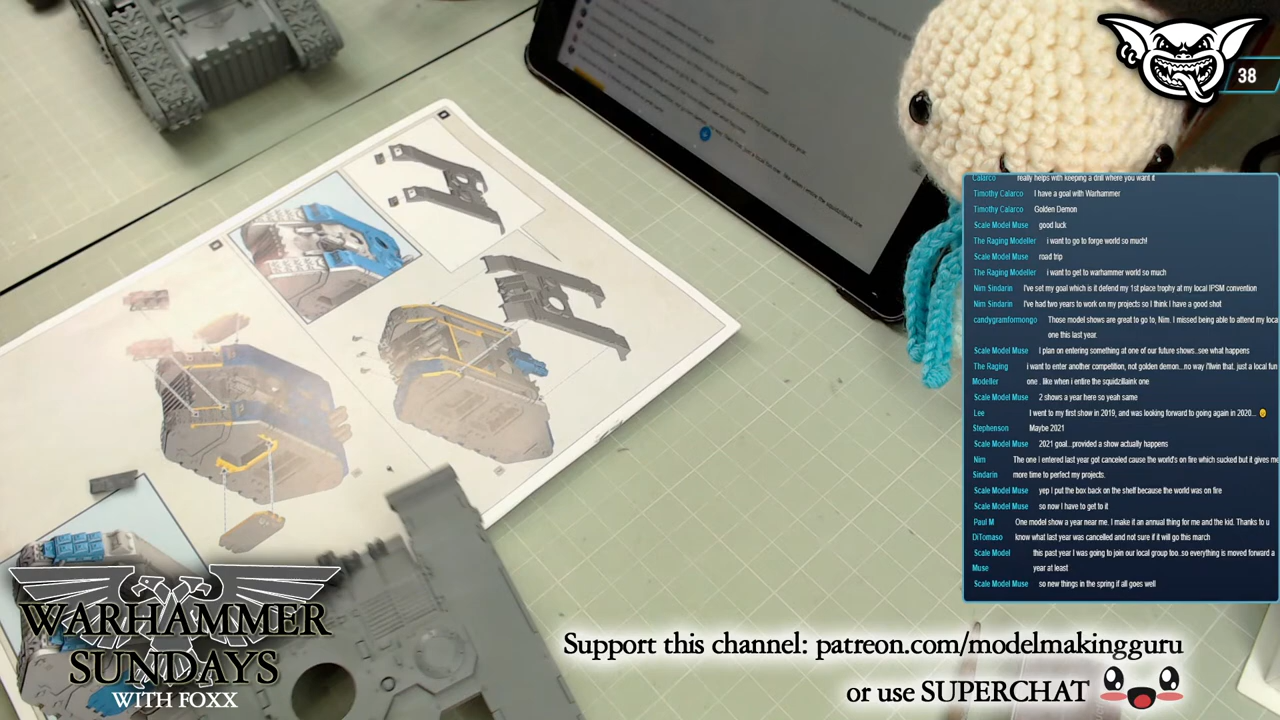 38
Calarco really helps with keeping a drill where you want it
Timothy Calarco I have a goal with Warhammer
Timothy Calarco Golden Demon
Scale Model Muse good luck
The Raging Modeller i want to go to forge world so much!
Scale Model Muse road trip
The Raging Modeller i want to get to warhammer world so much
Nim Sindarin I've set my goal which is it defend my 1st place trophy at my local IPSM convention
Nim Sindarin I've had two years to work on my projects so I think I have a good shot
candygramformongo Those model shows are great to go to, Nim. I missed being able to attend my loca
one this last year.
Scale Model Muse I plan on entering something at one of our future shows..see what happens
The Raging i want to enter another competition, not golden demon...no way i'llwin that. just a local fun
Modeller one . like when i entire the squidzillaink one
Scale Model Muse 2 shows a year here so yeah same
Lee I went to my first show in 2019, and was looking forward to going again in 2020...
Stephenson Maybe 2021
Scale Model Muse 2021 goal...provided a show actually happens
Nim The one I entered last year got canceled cause the world's on fire which sucked but it gives me
Sindarin more time to perfect my projects.
Scale Model Muse yep I put the box back on the shelf because the world was on fire
Scale Model Muse so now I have to get to it
Paul M One model show a year near me. I make it an annual thing for me and the kid. Thanks to u
DiTomaso know what last year was cancelled and not sure if it will go this march
Scale Model this past year I was going to join our local group too..so everything is moved forward a
Muse year at least
Scale Model Muse so new things in the spring if all goes well
WARHAMMER
SUNDAYS
WITH FOXX
Support this channel: patreon.com/modelmakingguru
or use SUPERCHAT